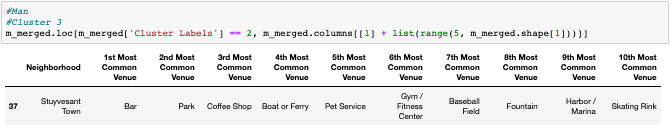 #Man
#Cluster 3
m_merged.loc[m_merged['Cluster Labels'] == 2, m_merged.columns[[1] + list(range(5, m_merged.shape[1]))]]
Neighborhood 1st Most Common Venue 2nd Most Common Venue 3rd Most Common Venue 4th Most Common Venue 5th Most Common Venue 6th Most Common Venue 7th Most Common Venue 8th Most Common Venue 9th Most Common Venue 10th Most Common Venue
37 Stuyvesant Town Bar Park Coffee Shop Boat or Ferry Pet Service Gym / Fitness Center Baseball Field Fountain Harbor / Marina Skating Rink